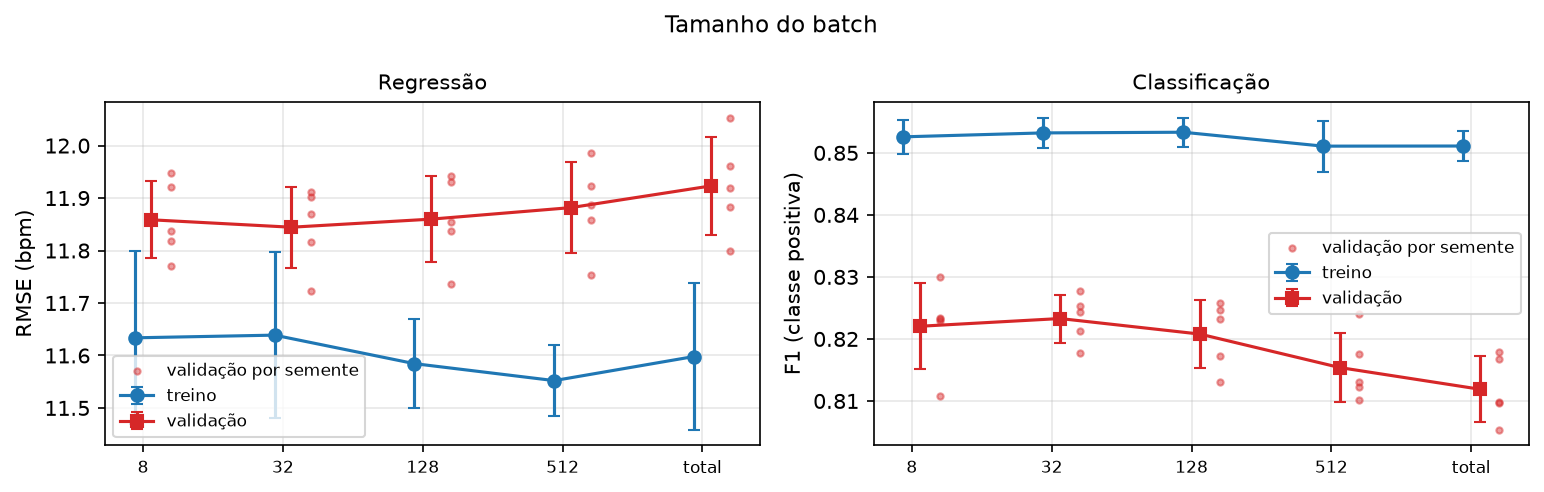 Tamanho do batch
Regressão
RMSE (bpm)
12.0
11.9
11.8
11.7
11.6
11.5
validação por semente
treino
validação
8 32 128 512 total
Classificação
F1 (classe positiva)
0.85
0.84
0.83
0.82
0.81
validação por semente
treino
validação
8 32 128 512 total